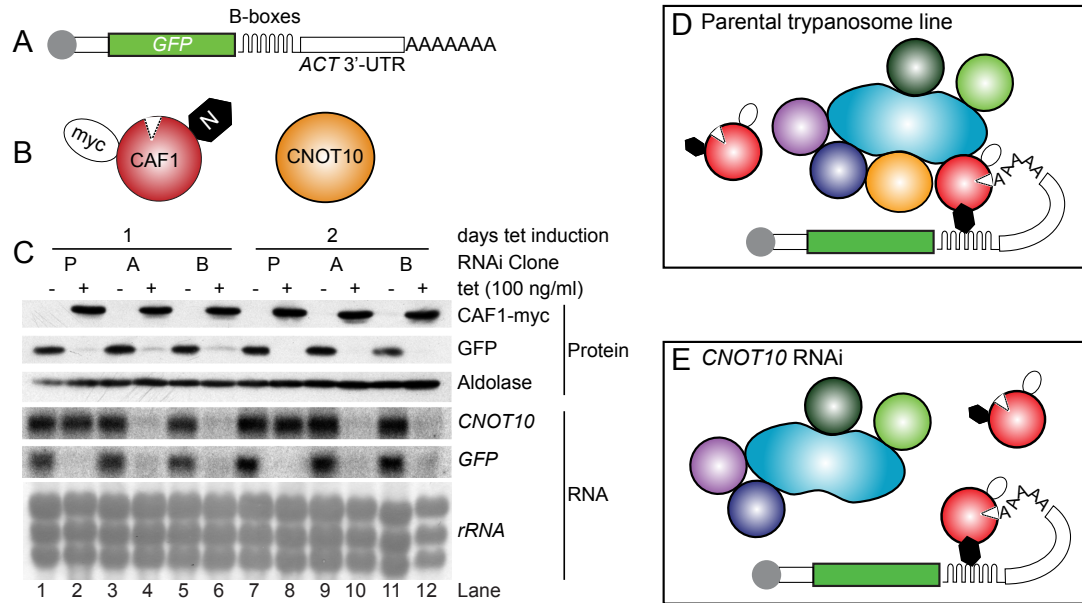 A
B-boxes
GFP
AAAAAAA
ACT 3'-UTR
B
myc
CAF1
N
CNOT10
C
1 2 days tet induction
P A B P A B RNAi Clone
- + - + - + - + - + - + tet (100 ng/ml)
CAF1-myc
GFP
Aldolase
Protein
CNOT10
GFP
rRNA
RNA
1 2 3 4 5 6 7 8 9 10 11 12 Lane
D Parental trypanosome line
A A A A A
E CNOT10 RNAi
A A A A A